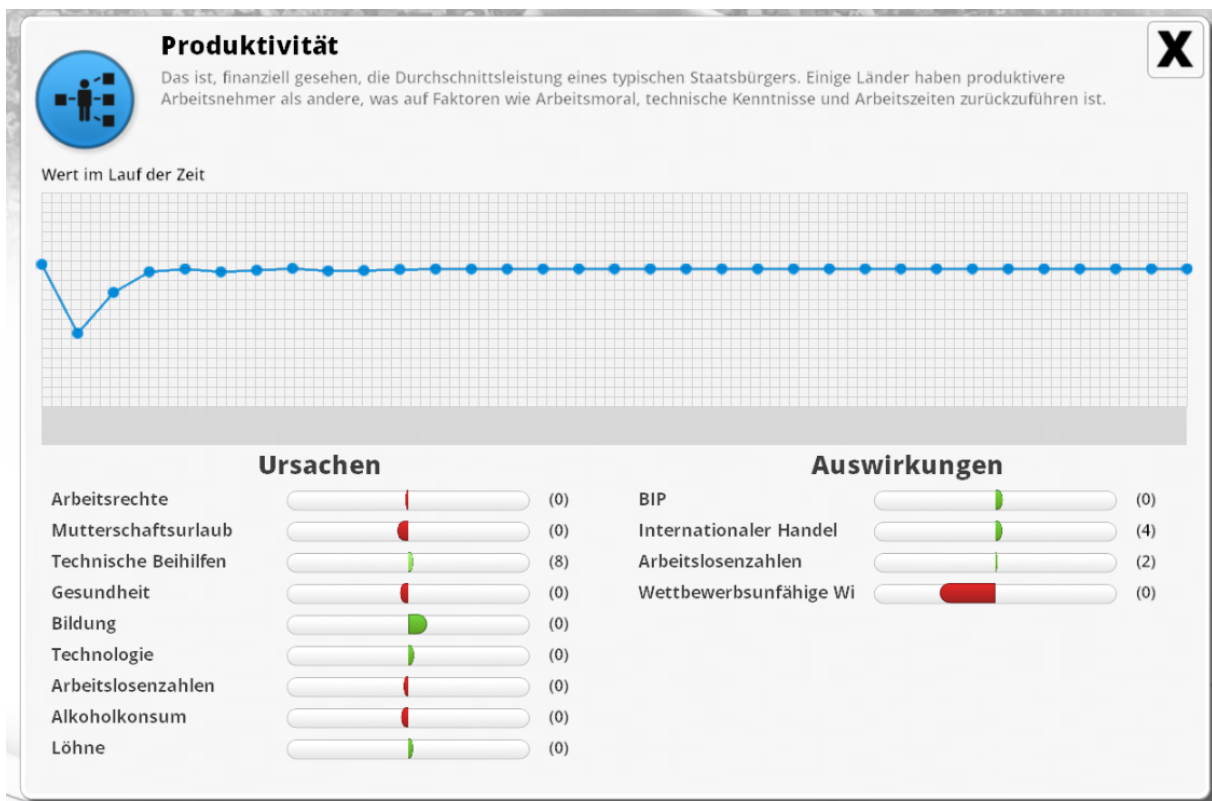 Produktivität
X
Das ist, finanziell gesehen, die Durchschnittsleistung eines typischen Staatsbürgers. Einige Länder haben produktivere
Arbeitsnehmer als andere, was auf Faktoren wie Arbeitsmoral, technische Kenntnisse und Arbeitszeiten zurückzuführen ist.
Wert im Lauf der Zeit
Ursachen
Arbeitsrechte (0)
Mutterschaftsurlaub (0)
Technische Beihilfen (8)
Gesundheit (0)
Bildung (0)
Technologie (0)
Arbeitslosenzahlen (0)
Alkoholkonsum (0)
Löhne (0)
Auswirkungen
BIP (0)
Internationaler Handel (4)
Arbeitslosenzahlen (2)
Wettbewerbsunfähige Wi (0)